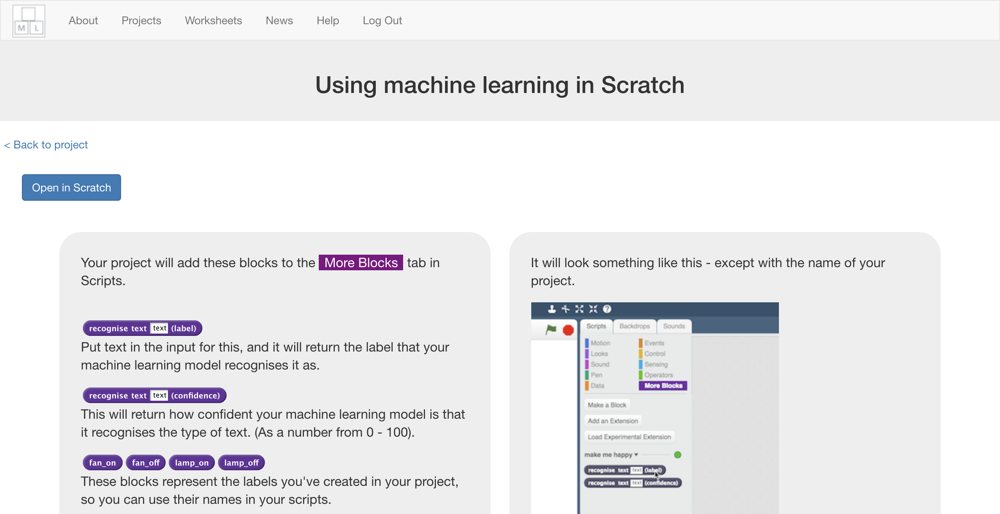 M L
About Projects Worksheets News Help Log Out
Using machine learning in Scratch
< Back to project
Open in Scratch
Your project will add these blocks to the More Blocks tab in
Scripts.
recognise text text (label)
Put text in the input for this, and it will return the label that your
machine learning model recognises it as.
recognise text text (confidence)
This will return how confident your machine learning model is that
it recognises the type of text. (As a number from 0 - 100).
fan_on fan_off lamp_on lamp_off
These blocks represent the labels you've created in your project,
so you can use their names in your scripts.
It will look something like this - except with the name of your
project.
?
Scripts Backdrops Sounds
Motion Events
Looks Control
Sound Sensing
Pen Operators
Data More Blocks
Make a Block
Add an Extension
Load Experimental Extension
make me happy
recognise text text (label)
recognise text text (confidence)